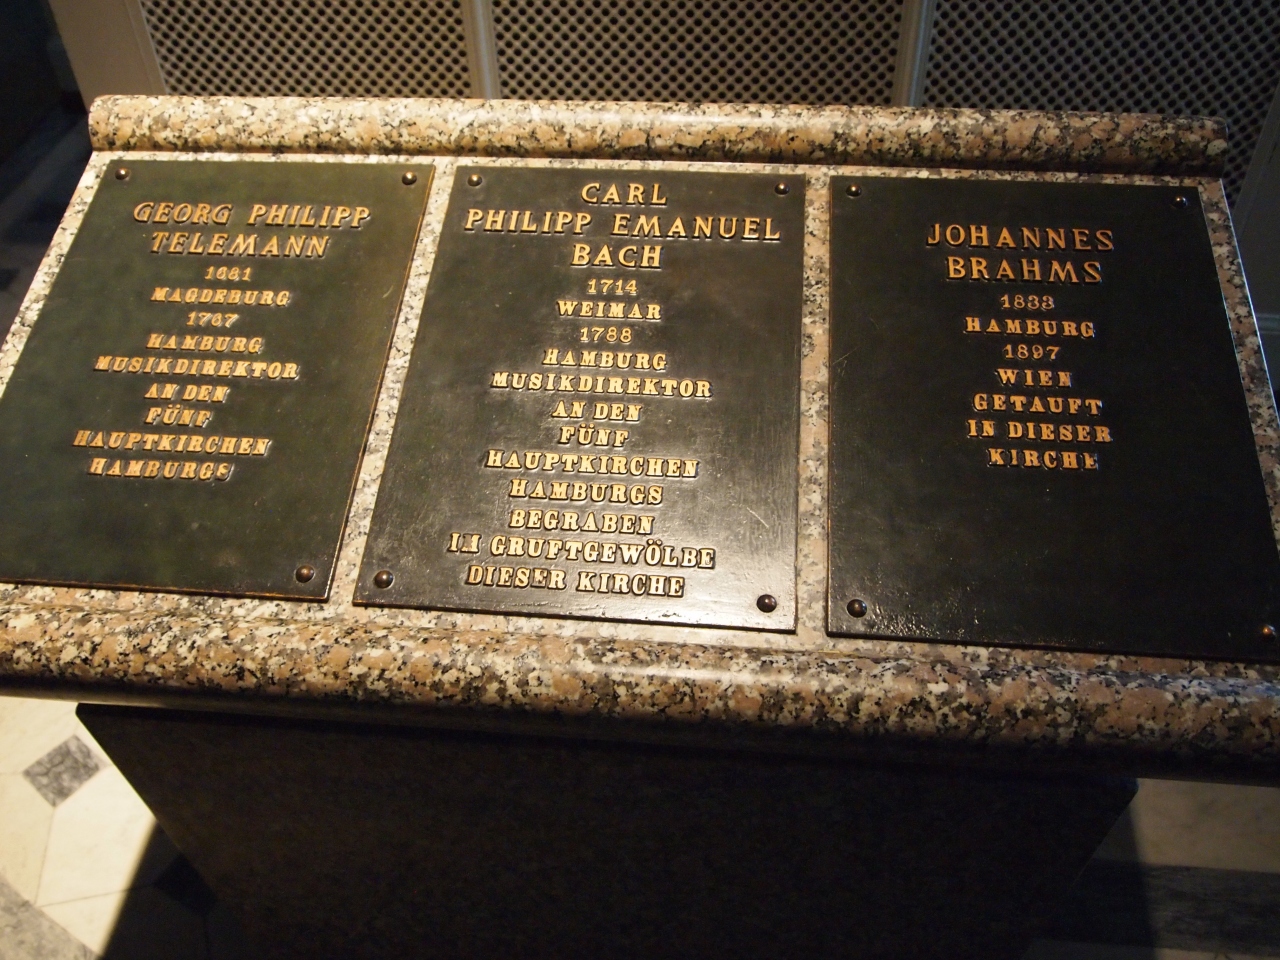 GEORG PHILIPP
TELEMANN
1681
MAGDEBURG
1767
HAMBURG
MUSIKDIREKTOR
AN DEN
FÜNF
HAUPTKIRCHEN
HAMBURGS
CARL
PHILIPP EMANUEL
BACH
1714
WEIMAR
1788
HAMBURG
MUSIKDIREKTOR
AN DEN
FÜNF
HAUPTKIRCHEN
HAMBURGS
BEGRABEN
IM GRUFTGEWÖLBE
DIESER KIRCHE
JOHANNES
BRAHMS
1833
HAMBURG
1897
WIEN
GETAUFT
IN DIESER
KIRCHE